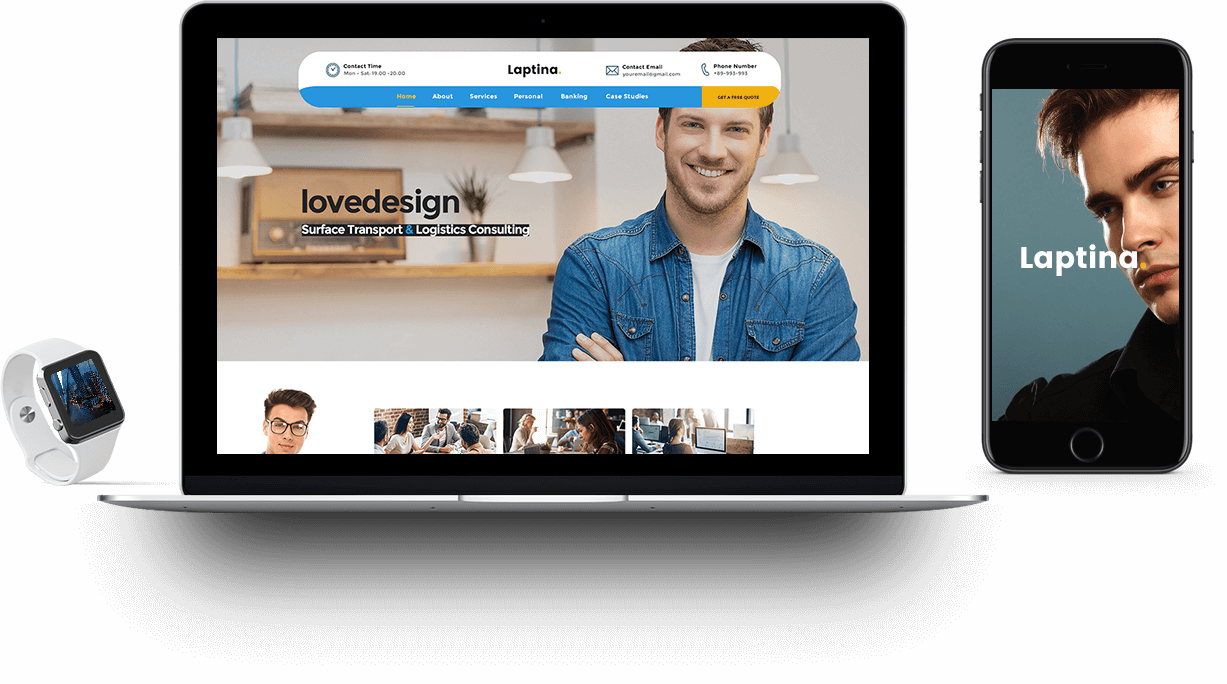 Contact Time
Mon - Sat: 19.00 -20.00
Laptina.
Contact Email
youremail@gmail.com
Phone Number
+89-993-993
Home About Services Personal Banking Case Studies
GET A FREE QUOTE
lovedesign
Surface Transport & Logistics Consulting
Laptina.